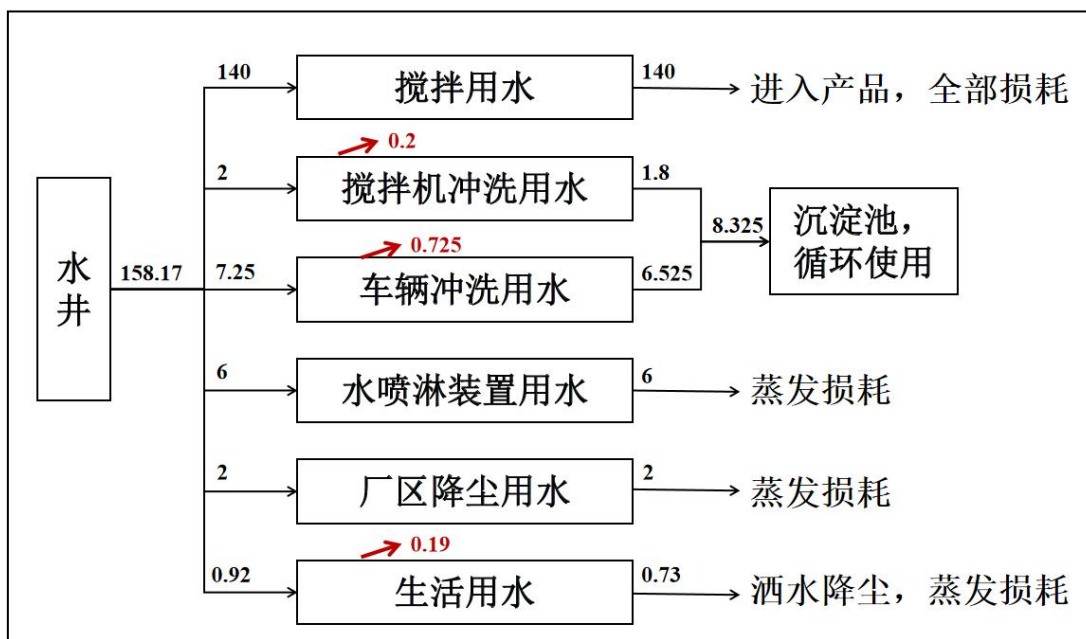 140
搅拌用水
140
进入产品，全部损耗
0.2
2
搅拌机冲洗用水
1.8
8.325
沉淀池，
循环使用
水
井
158.17
0.725
7.25
车辆冲洗用水
6.525
6
水喷淋装置用水
6
蒸发损耗
2
厂区降尘用水
2
蒸发损耗
0.19
0.92
生活用水
0.73
洒水降尘，蒸发损耗